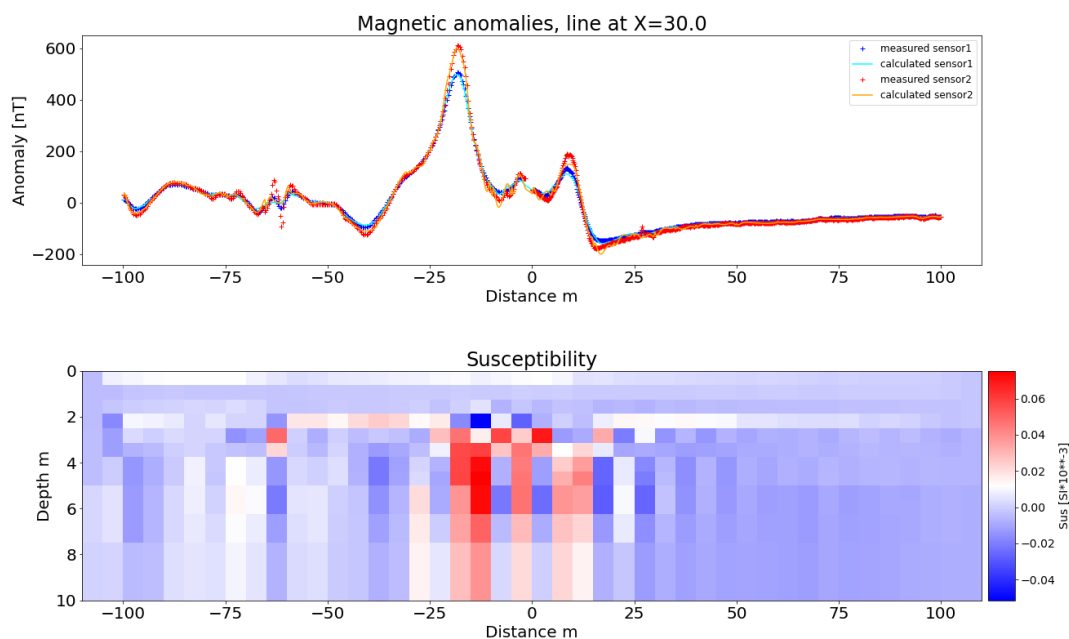 Magnetic anomalies, line at X=30.0
Anomaly [nT]
600
400
200
0
−200
measured sensor1
calculated sensor1
measured sensor2
calculated sensor2
−100 −75 −50 −25 0 25 50 75 100
Distance m
Susceptibility
Depth m
0
2
4
6
8
10
−100 −75 −50 −25 0 25 50 75 100
Distance m
0.06
0.04
0.02
0.00
−0.02
−0.04
Sus [SI*10**-3]